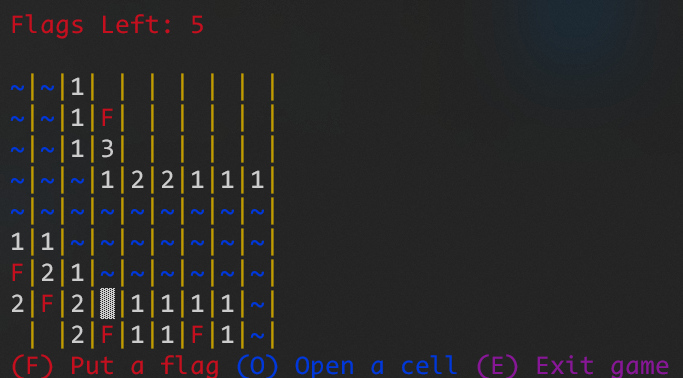 Flags Left: 5
~|~|1| | | | | | |
~|~|1|F| | | | | |
~|~|1|3| | | | | |
~|~|~|1|2|2|1|1|1|
~|~|~|~|~|~|~|~|~|
1|1|~|~|~|~|~|~|~|
F|2|1|~|~|~|~|~|~|
2|F|2|▒|1|1|1|1|~|
 | |2|F|1|1|F|1|~|
(F) Put a flag (O) Open a cell (E) Exit game